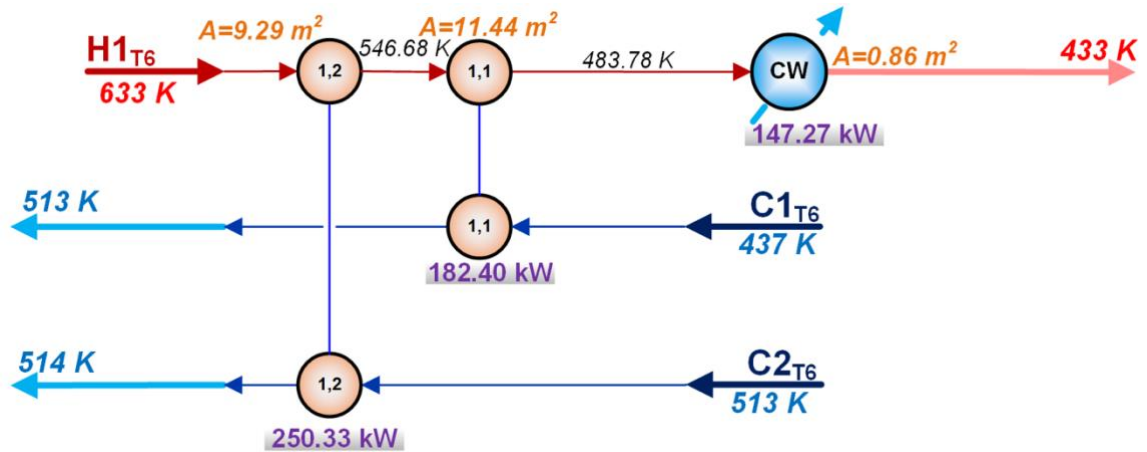 H1T6
633 K
A=9.29 m²
1,2
546.68 K
A=11.44 m²
1,1
483.78 K
CW
A=0.86 m²
147.27 kW
433 K
513 K
1,1
182.40 kW
C1T6
437 K
514 K
1,2
250.33 kW
C2T6
513 K